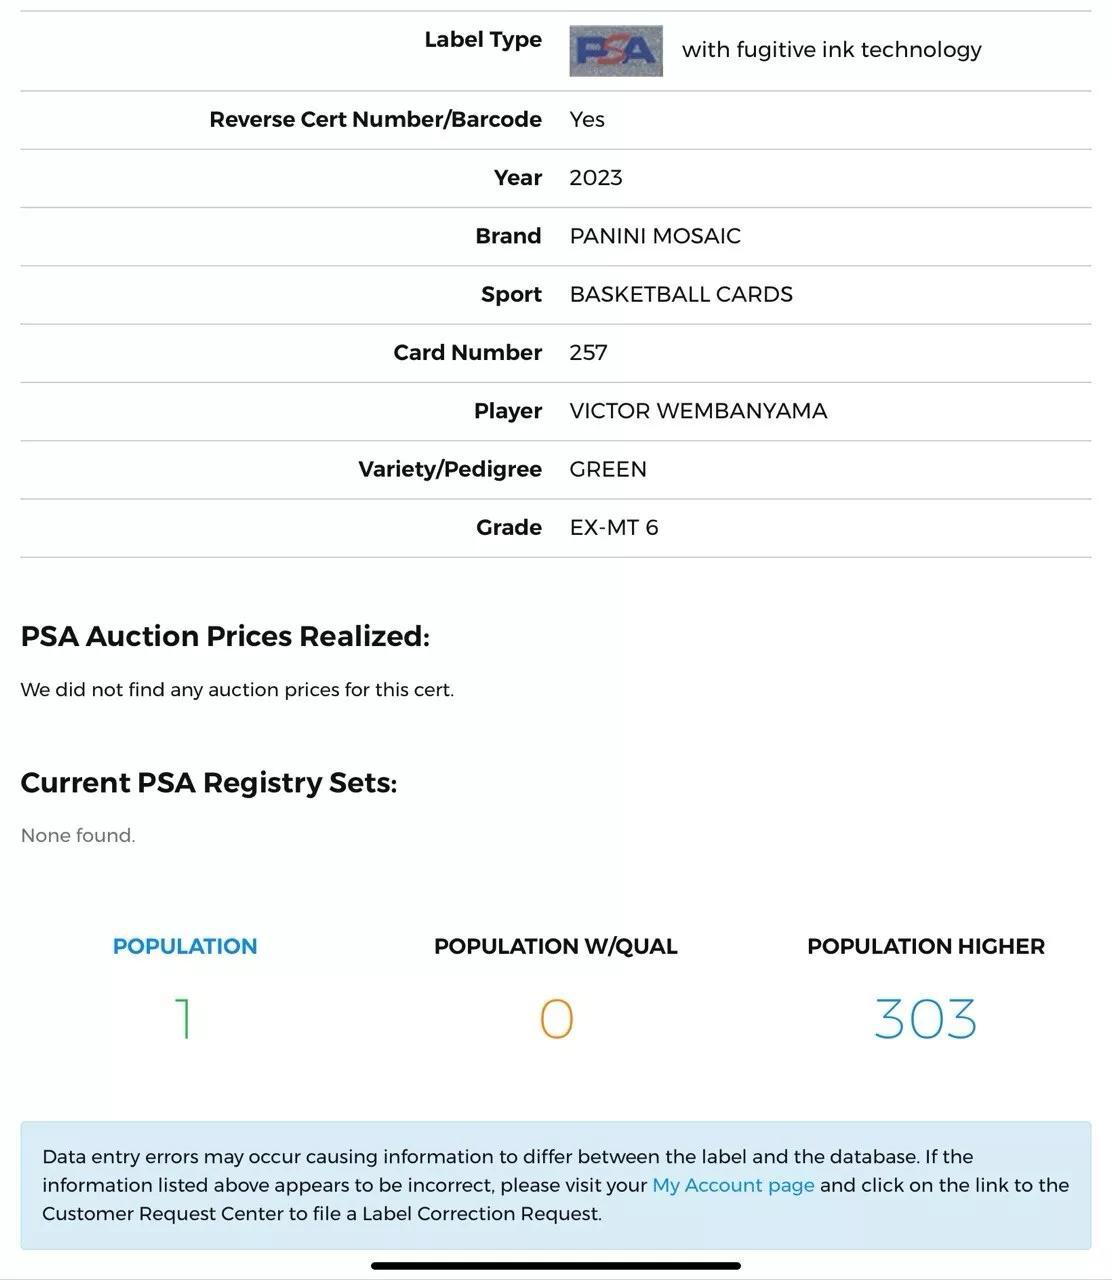 Label Type PSA with fugitive ink technology
Reverse Cert Number/Barcode Yes
Year 2023
Brand PANINI MOSAIC
Sport BASKETBALL CARDS
Card Number 257
Player VICTOR WEMBANYAMA
Variety/Pedigree GREEN
Grade EX-MT 6
PSA Auction Prices Realized:
We did not find any auction prices for this cert.
Current PSA Registry Sets:
None found.
POPULATION POPULATION W/QUAL POPULATION HIGHER
1 0 303
Data entry errors may occur causing information to differ between the label and the database. If the
information listed above appears to be incorrect, please visit your My Account page and click on the link to the
Customer Request Center to file a Label Correction Request.